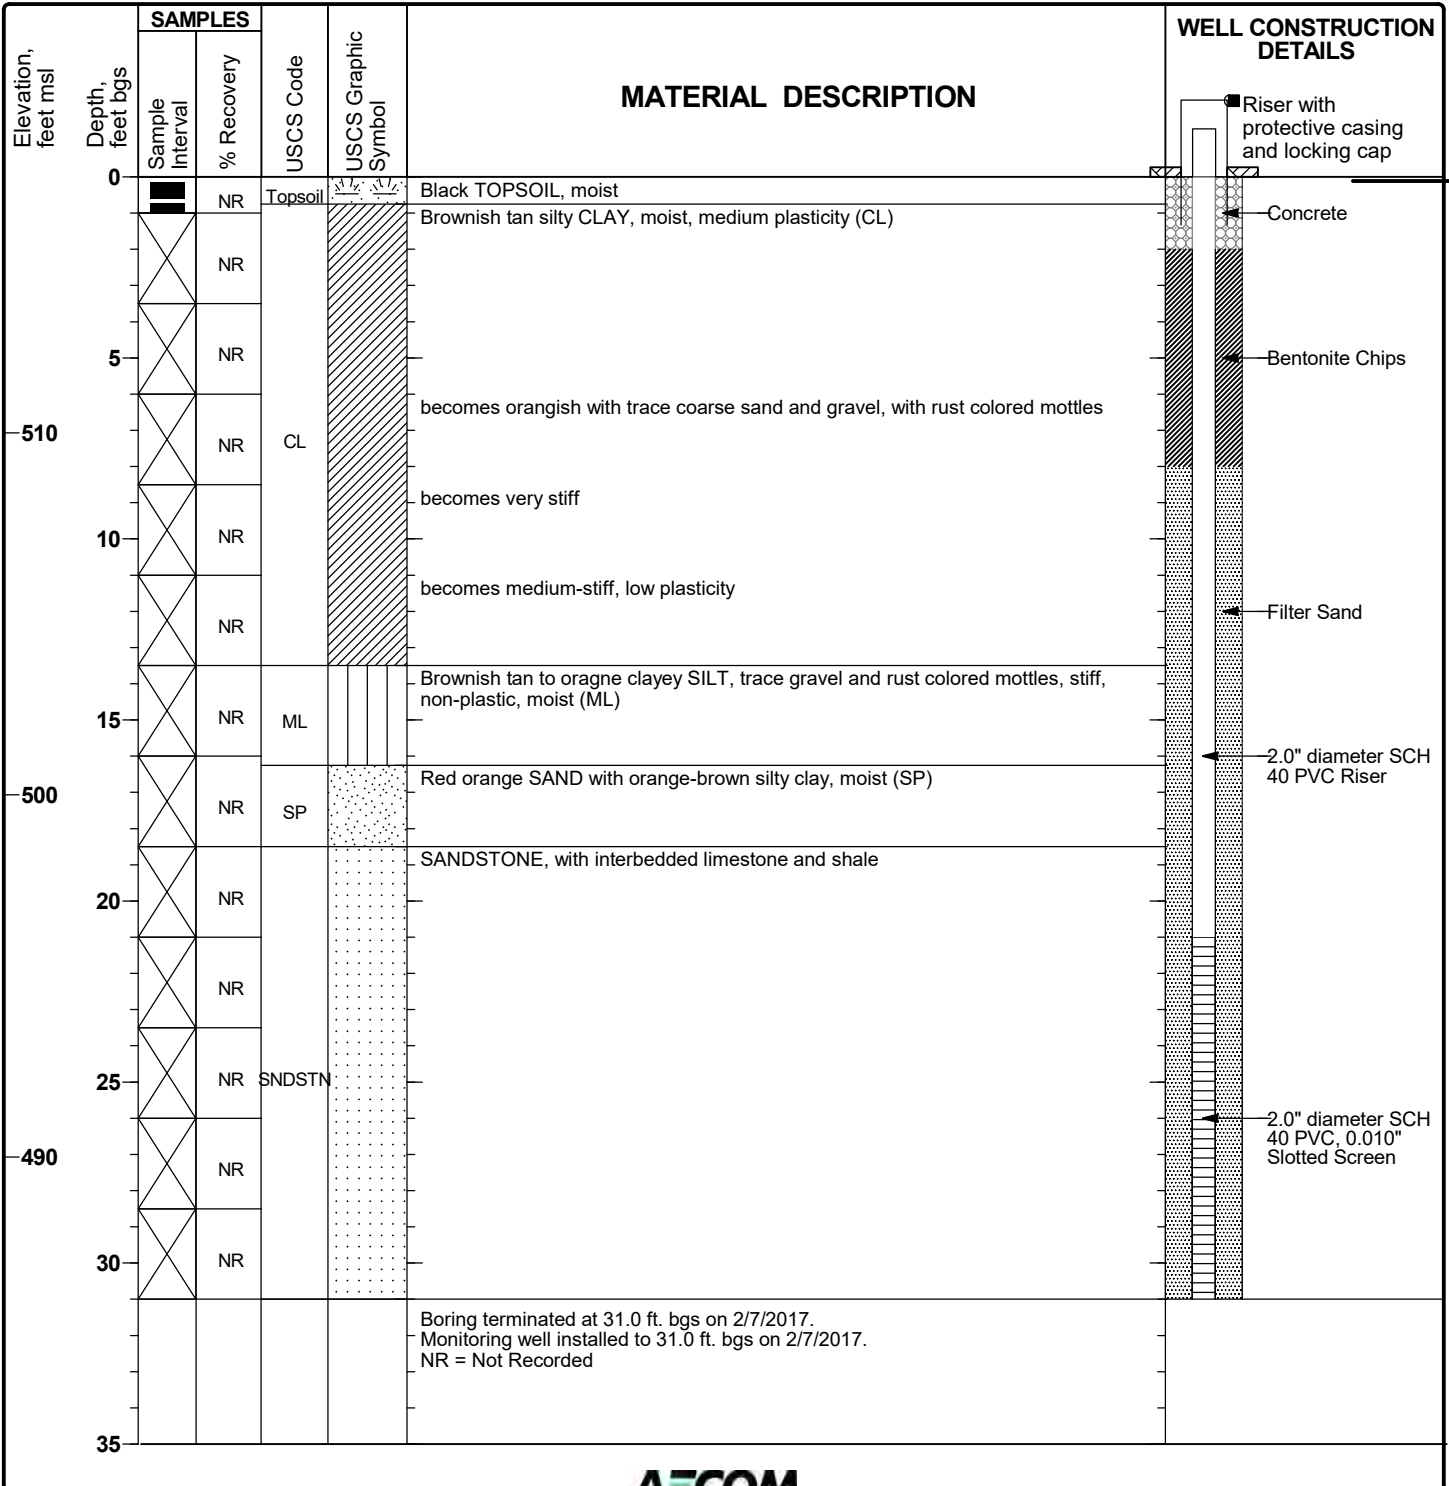 SAMPLES
Elevation,
feet msl
Depth,
feet bgs
Sample
Interval
% Recovery
USCS Code
USCS Graphic
Symbol
MATERIAL DESCRIPTION
WELL CONSTRUCTION
DETAILS
Riser with
protective casing
and locking cap
0
NR
Topsoil
Black TOPSOIL, moist
Brownish tan silty CLAY, moist, medium plasticity (CL)
Concrete
NR
5
NR
Bentonite Chips
becomes orangish with trace coarse sand and gravel, with rust colored mottles
510
NR
CL
becomes very stiff
10
NR
becomes medium-stiff, low plasticity
NR
Filter Sand
Brownish tan to oragne clayey SILT, trace gravel and rust colored mottles, stiff,
non-plastic, moist (ML)
15
NR
ML
2.0" diameter SCH
40 PVC Riser
Red orange SAND with orange-brown silty clay, moist (SP)
500
NR
SP
SANDSTONE, with interbedded limestone and shale
20
NR
NR
25
NR
SNDSTN
2.0" diameter SCH
40 PVC, 0.010"
Slotted Screen
490
NR
30
NR
Boring terminated at 31.0 ft. bgs on 2/7/2017.
Monitoring well installed to 31.0 ft. bgs on 2/7/2017.
NR = Not Recorded
35
AECOM